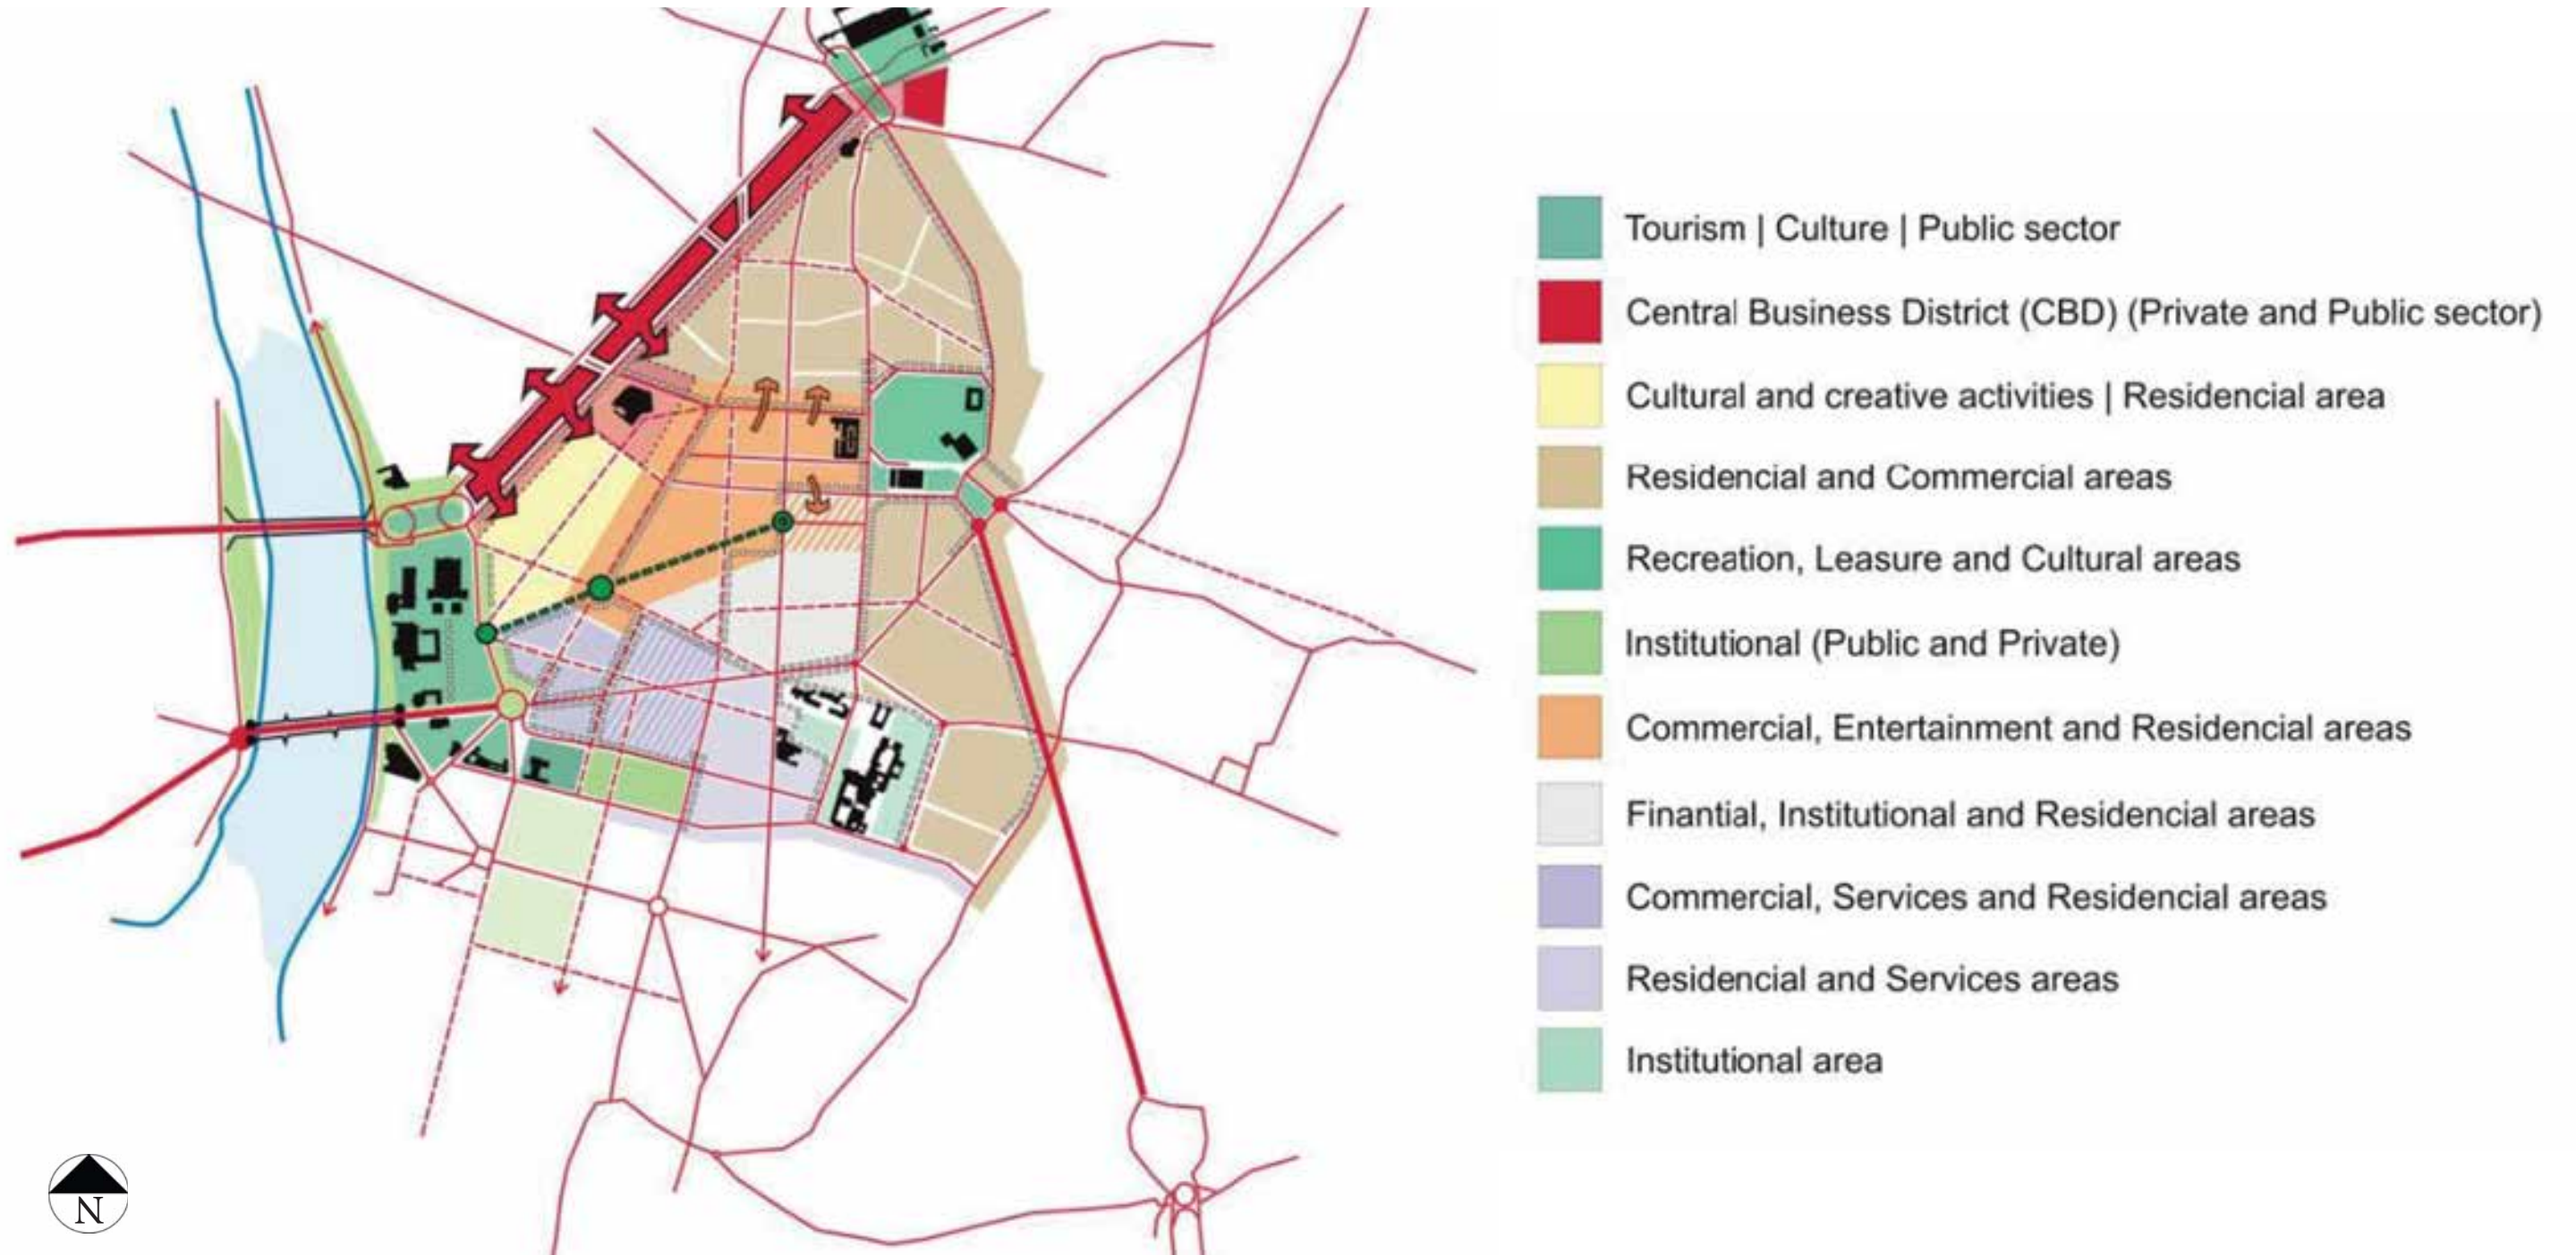 Tourism | Culture | Public sector
Central Business District (CBD) (Private and Public sector)
Cultural and creative activities | Residencial area
Residencial and Commercial areas
Recreation, Leasure and Cultural areas
Institutional (Public and Private)
Commercial, Entertainment and Residencial areas
Finantial, Institutional and Residencial areas
Commercial, Services and Residencial areas
Residencial and Services areas
Institutional area
N